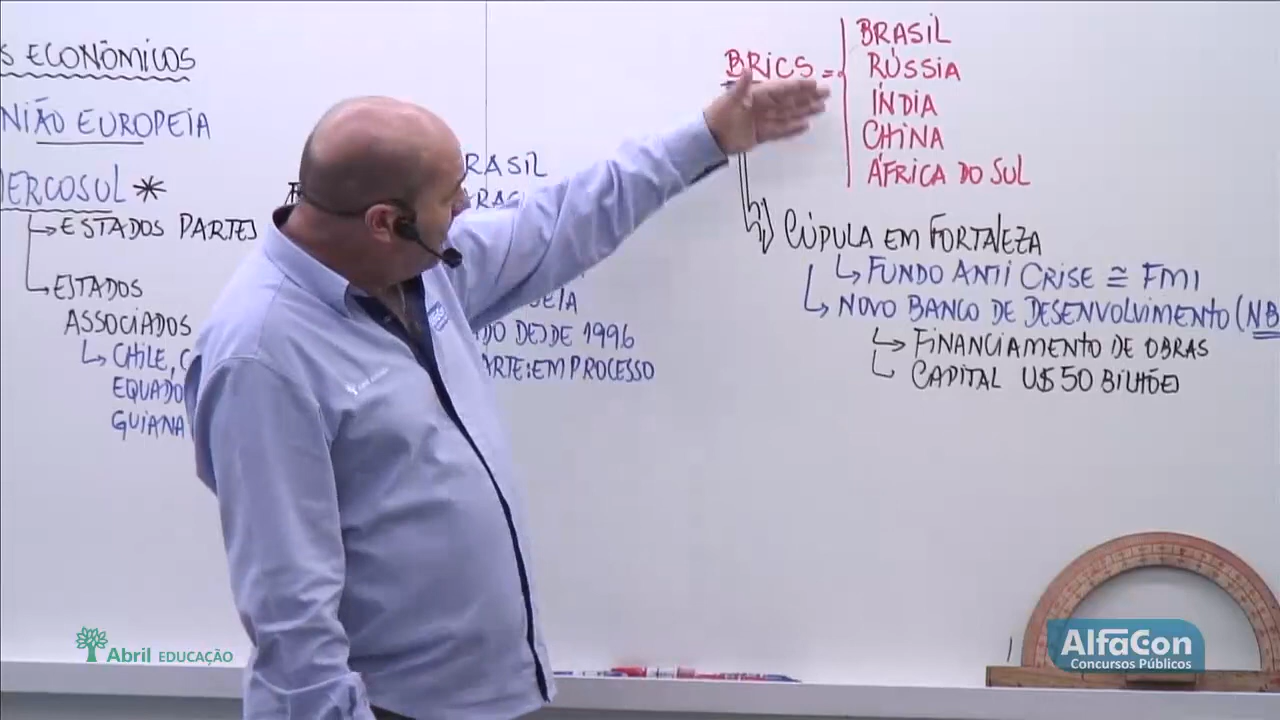 S ECONÔMICOS
NIÃO EUROPEIA
MERCOSUL *
ESTADOS PARTES
ESTADOS
ASSOCIADOS
CHILE, C
EQUADO
GUIANA
RASIL
ADO DESDE 1996
ARTE: EM PROCESSO
BRICS =
BRASIL
RÚSSIA
ÍNDIA
CHINA
ÁFRICA DO SUL
CÚPULA EM FORTALEZA
FUNDO ANTI CRISE ≅ FMI
NOVO BANCO DE DESENVOLVIMENTO (NB
FINANCIAMENTO DE OBRAS
CAPITAL U$ 50 BILHÕES
Abril EDUCAÇÃO
AlfaCon
Concursos Públicos